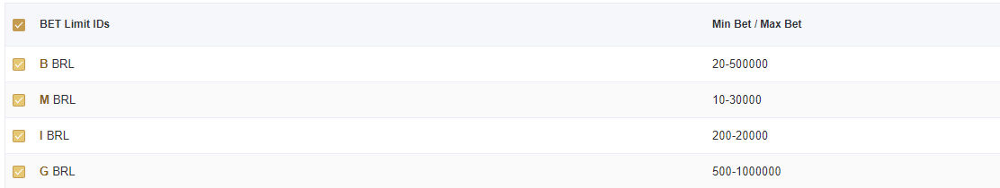 BET Limit IDs Min Bet / Max Bet
B BRL 20-500000
M BRL 10-30000
I BRL 200-20000
G BRL 500-1000000